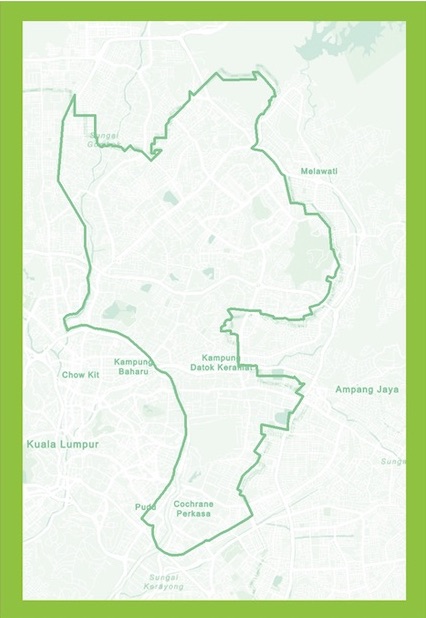 Sungai
Gombak
Melawati
Kampung
Baharu
Kampung
Datok Keramat
Chow Kit
Ampang Jaya
Kuala Lumpur
Pudu
Cochrane
Perkasa
Sungai
Kerayong